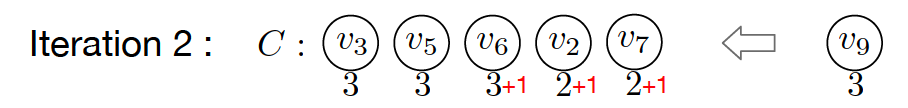 Iteration 2 : C : v₃ v₅ v₆ v₂ v₇ v₉
3 3 3+1 2+1 2+1 3